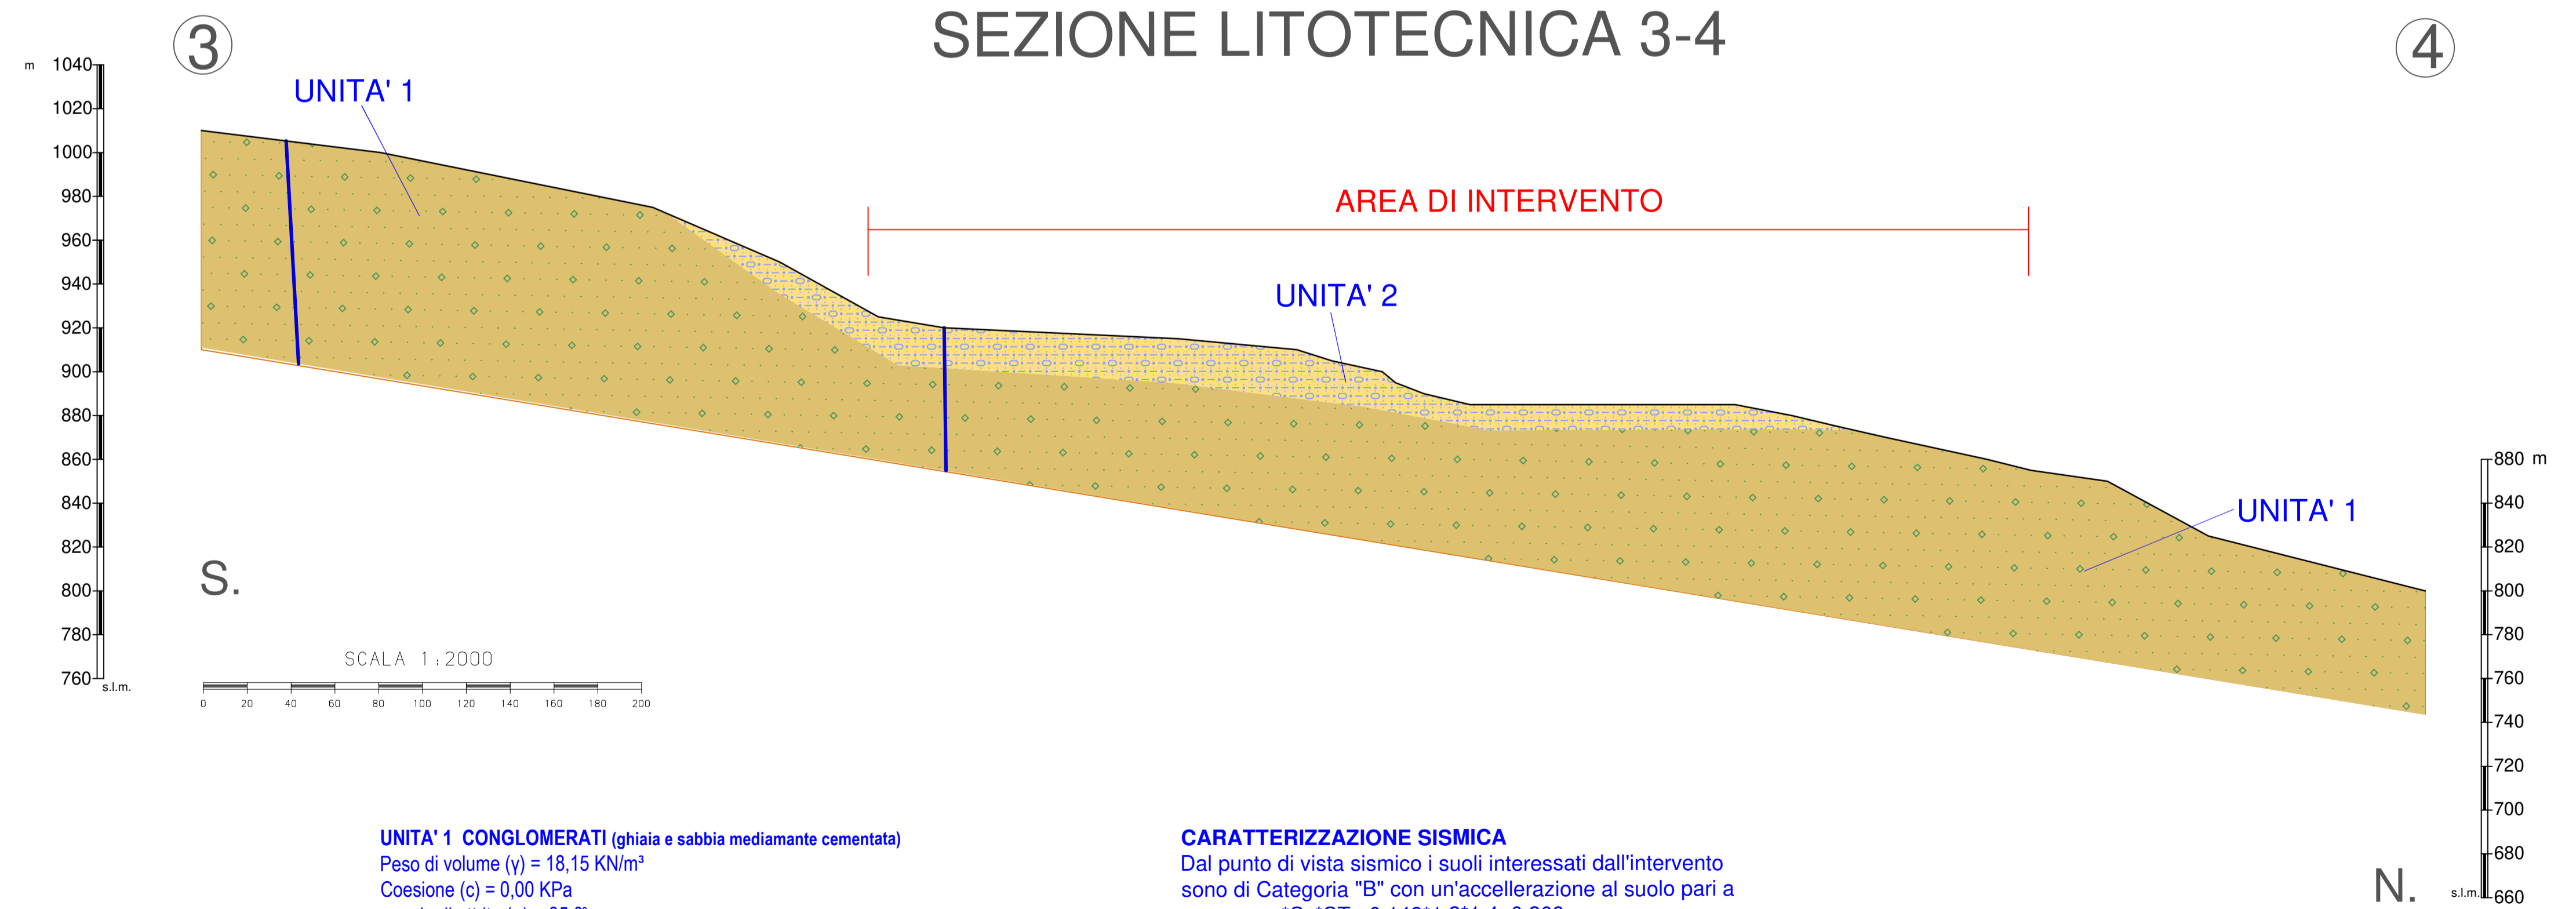 SEZIONE LITOTECNICA 3-4
3
4
m
1040
1020
1000
980
960
940
920
900
880
860
840
820
800
780
760
s.l.m.
UNITA' 1
AREA DI INTERVENTO
UNITA' 2
UNITA' 1
880 m
840
820
800
780
760
740
720
700
680
660
s.l.m.
S.
N.
SCALA 1:2000
0 20 40 60 80 100 120 140 160 180 200
UNITA' 1 CONGLOMERATI (ghiaia e sabbia mediamante cementata)
Peso di volume (γ) = 18,15 KN/m³
Coesione (c) = 0,00 KPa
CARATTERIZZAZIONE SISMICA
Dal punto di vista sismico i suoli interessati dall'intervento
sono di Categoria "B" con un'accellerazione al suolo pari a